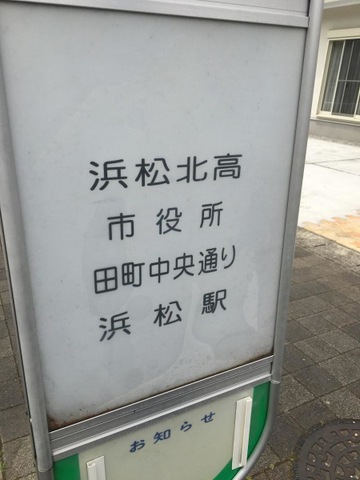 浜松北高
市役所
田町中央通り
浜松駅
お知らせ